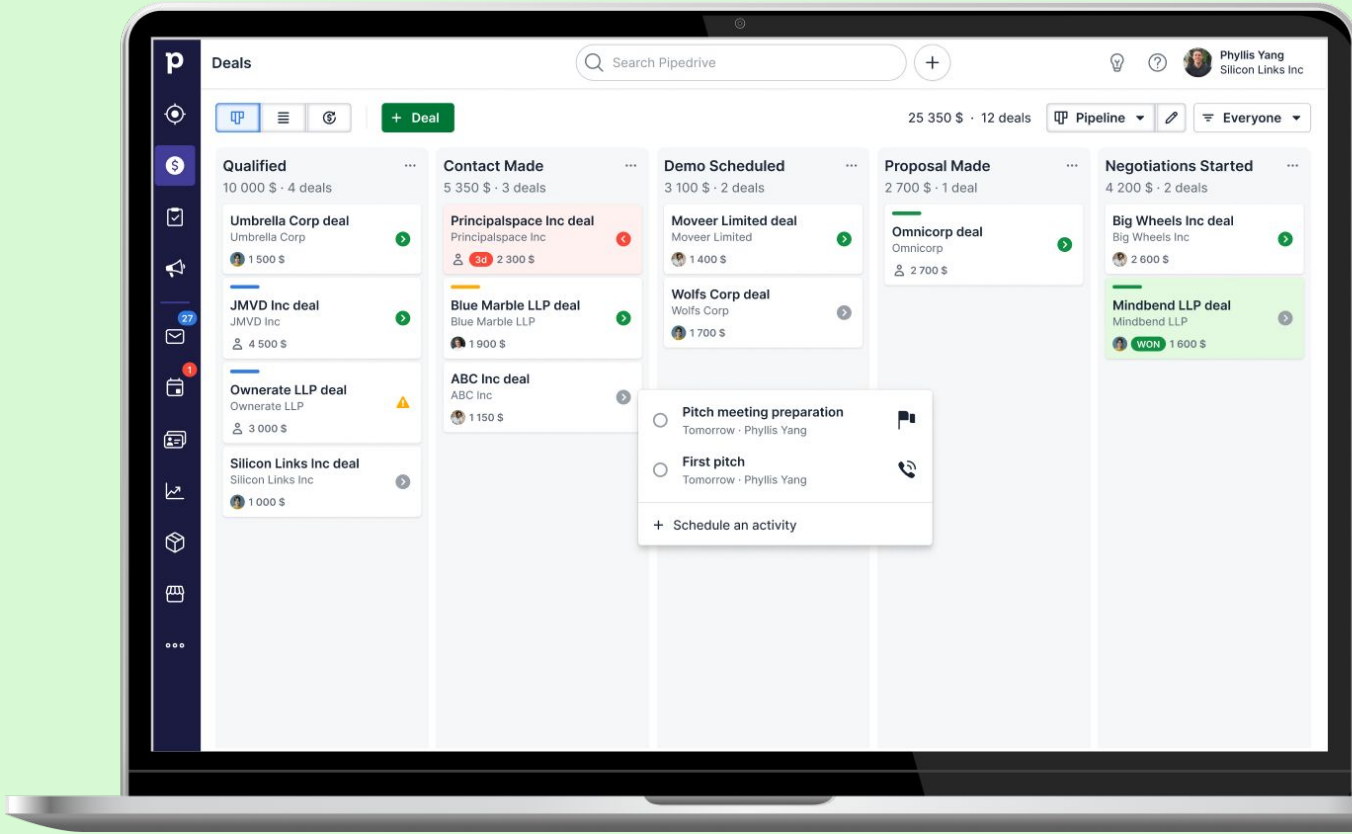 p
Deals
Search Pipedrive
Phyllis Yang
Silicon Links Inc
+ Deal
25 350 $ · 12 deals
Pipeline
Everyone
Qualified
10 000 $ · 4 deals
Umbrella Corp deal
Umbrella Corp
1 500 $
JMVD Inc deal
JMVD Inc
4 500 $
Ownerate LLP deal
Ownerate LLP
3 000 $
Silicon Links Inc deal
Silicon Links Inc
1 000 $
Contact Made
5 350 $ · 3 deals
Principalspace Inc deal
Principalspace Inc
3d 2 300 $
Blue Marble LLP deal
Blue Marble LLP
1 900 $
ABC Inc deal
ABC Inc
1 150 $
Demo Scheduled
3 100 $ · 2 deals
Moveer Limited deal
Moveer Limited
1 400 $
Wolfs Corp deal
Wolfs Corp
1 700 $
Proposal Made
2 700 $ · 1 deal
Omnicorp deal
Omnicorp
2 700 $
Negotiations Started
4 200 $ · 2 deals
Big Wheels Inc deal
Big Wheels Inc
2 600 $
Mindbend LLP deal
Mindbend LLP
WON 1 600 $
Pitch meeting preparation
Tomorrow · Phyllis Yang
First pitch
Tomorrow · Phyllis Yang
+ Schedule an activity
27
1